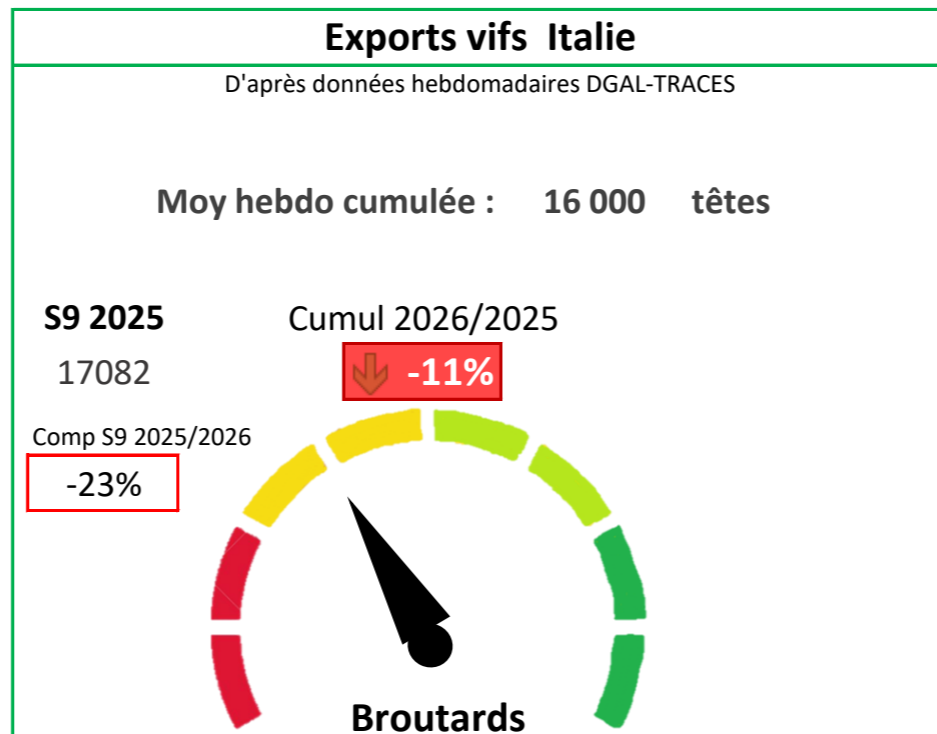 Exports vifs Italie
D'après données hebdomadaires DGAL-TRACES
Moy hebdo cumulée : 16 000 têtes
S9 2025
17082
Comp S9 2025/2026
-23%
Cumul 2026/2025
-11%
Broutards